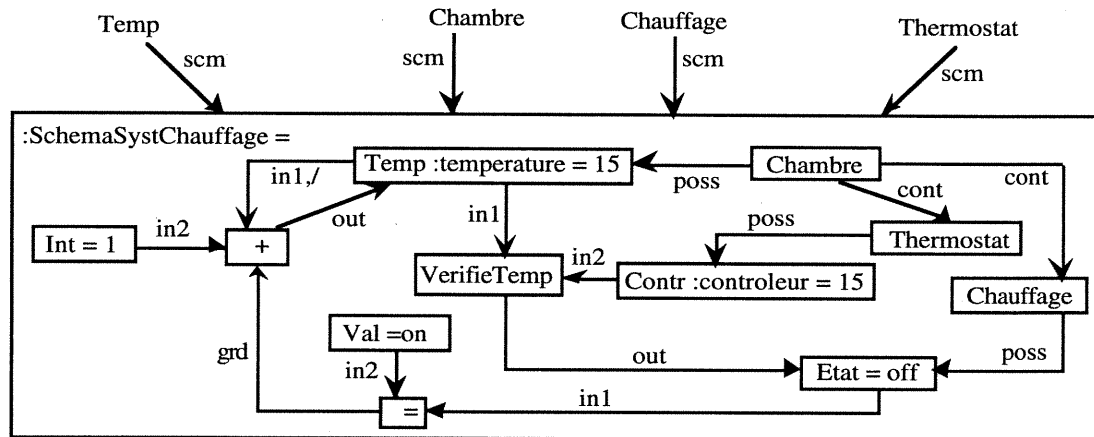 Temp Chambre Chauffage Thermostat
scm scm scm scm
:SchemaSystChauffage =
Temp :temperature = 15 Chambre
in1,/ poss cont cont
out in1
Int = 1 in2 + poss Thermostat
VerifieTemp in2 Contr :controleur = 15 Chauffage
Val =on
grd out poss
in2 Etat = off
= in1